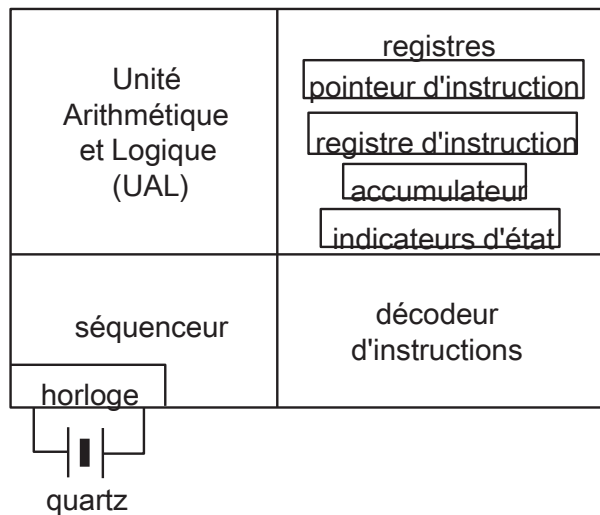 Unité
Arithmétique
et Logique
(UAL)
registres
pointeur d'instruction
registre d'instruction
accumulateur
indicateurs d'état
séquenceur
décodeur
d'instructions
horloge
quartz